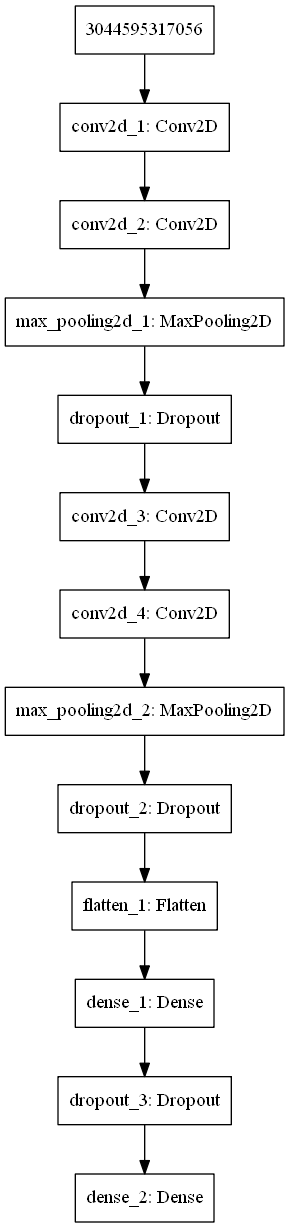 3044595317056
conv2d_1: Conv2D
conv2d_2: Conv2D
max_pooling2d_1: MaxPooling2D
dropout_1: Dropout
conv2d_3: Conv2D
conv2d_4: Conv2D
max_pooling2d_2: MaxPooling2D
dropout_2: Dropout
flatten_1: Flatten
dense_1: Dense
dropout_3: Dropout
dense_2: Dense